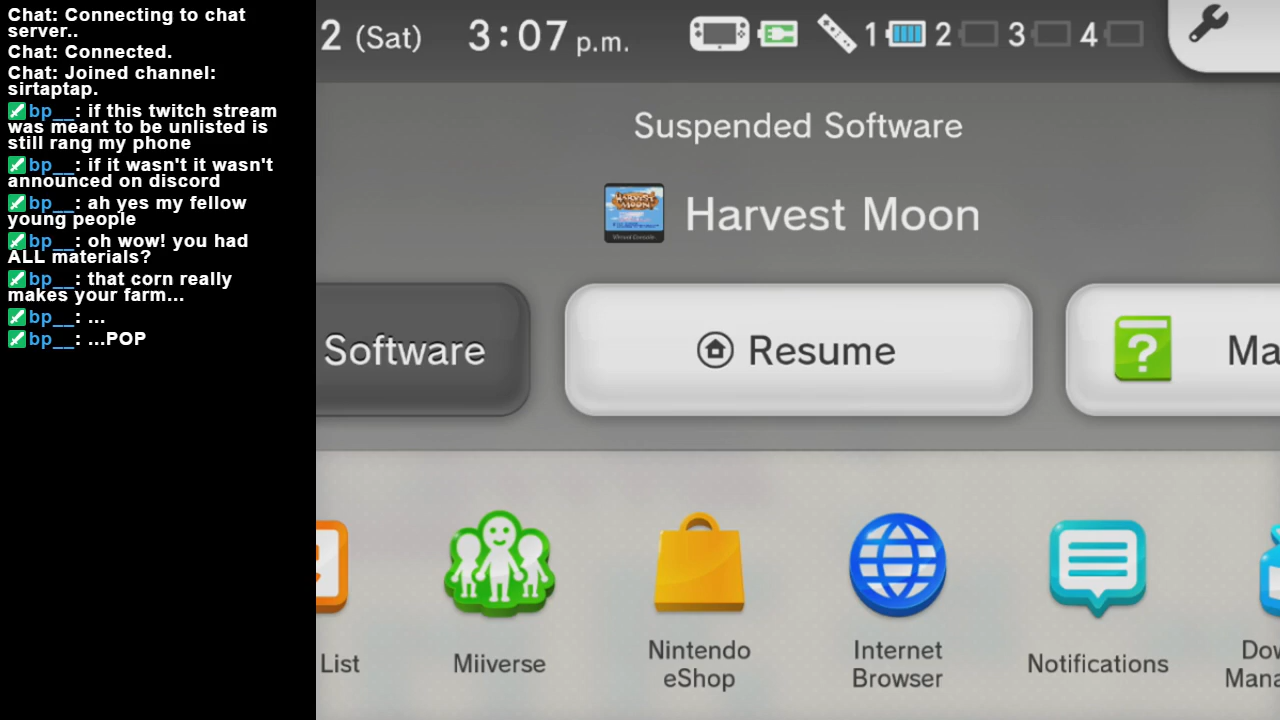 Chat: Connecting to chat
server..
Chat: Connected.
Chat: Joined channel:
sirtaptap.
bp__: if this twitch stream
was meant to be unlisted is
still rang my phone
bp__: if it wasn't it wasn't
announced on discord
bp__: ah yes my fellow
young people
bp__: oh wow! you had
ALL materials?
bp__: that corn really
makes your farm...
bp__: ...
bp__: ...POP
2 (Sat) 3:07 p.m. 1 2 3 4
Suspended Software
Harvest Moon
Software
Resume
? Ma
List
Miiverse
Nintendo
eShop
Internet
Browser
Notifications
Dow
Mana